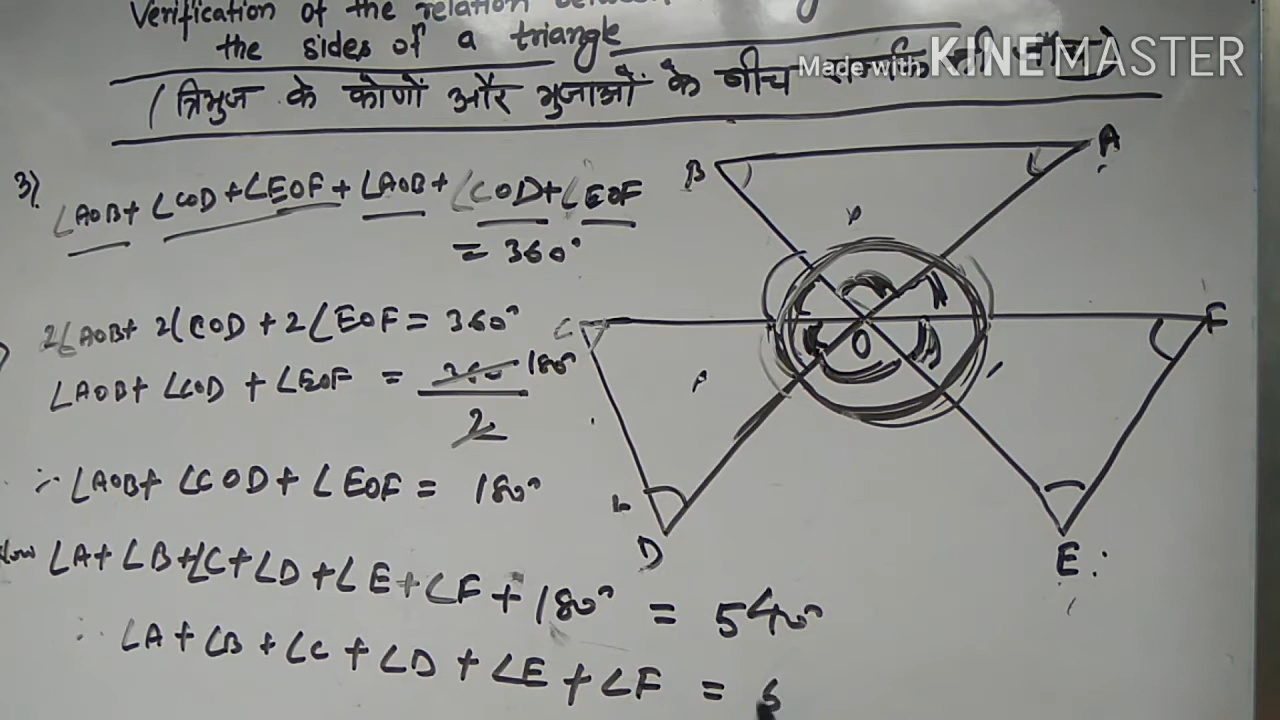 Verification of the relation between
the sides of a triangle
( त्रिभुज के कोणों और भुजाओं के बीच
Made with KINEMASTER
3). ∠AOB + ∠COD + ∠EOF + ∠AOB + ∠COD + ∠EOF
= 360°
2∠AOB + 2∠COD + 2∠EOF = 360°
∠AOB + ∠COD + ∠EOF = 360 180°
2
∴ ∠AOB + ∠COD + ∠EOF = 180°
Now ∠A + ∠B + ∠C + ∠D + ∠E + ∠F + 180° = 540°
∴ ∠A + ∠B + ∠C + ∠D + ∠E + ∠F =
B
A
C
F
O
D
E